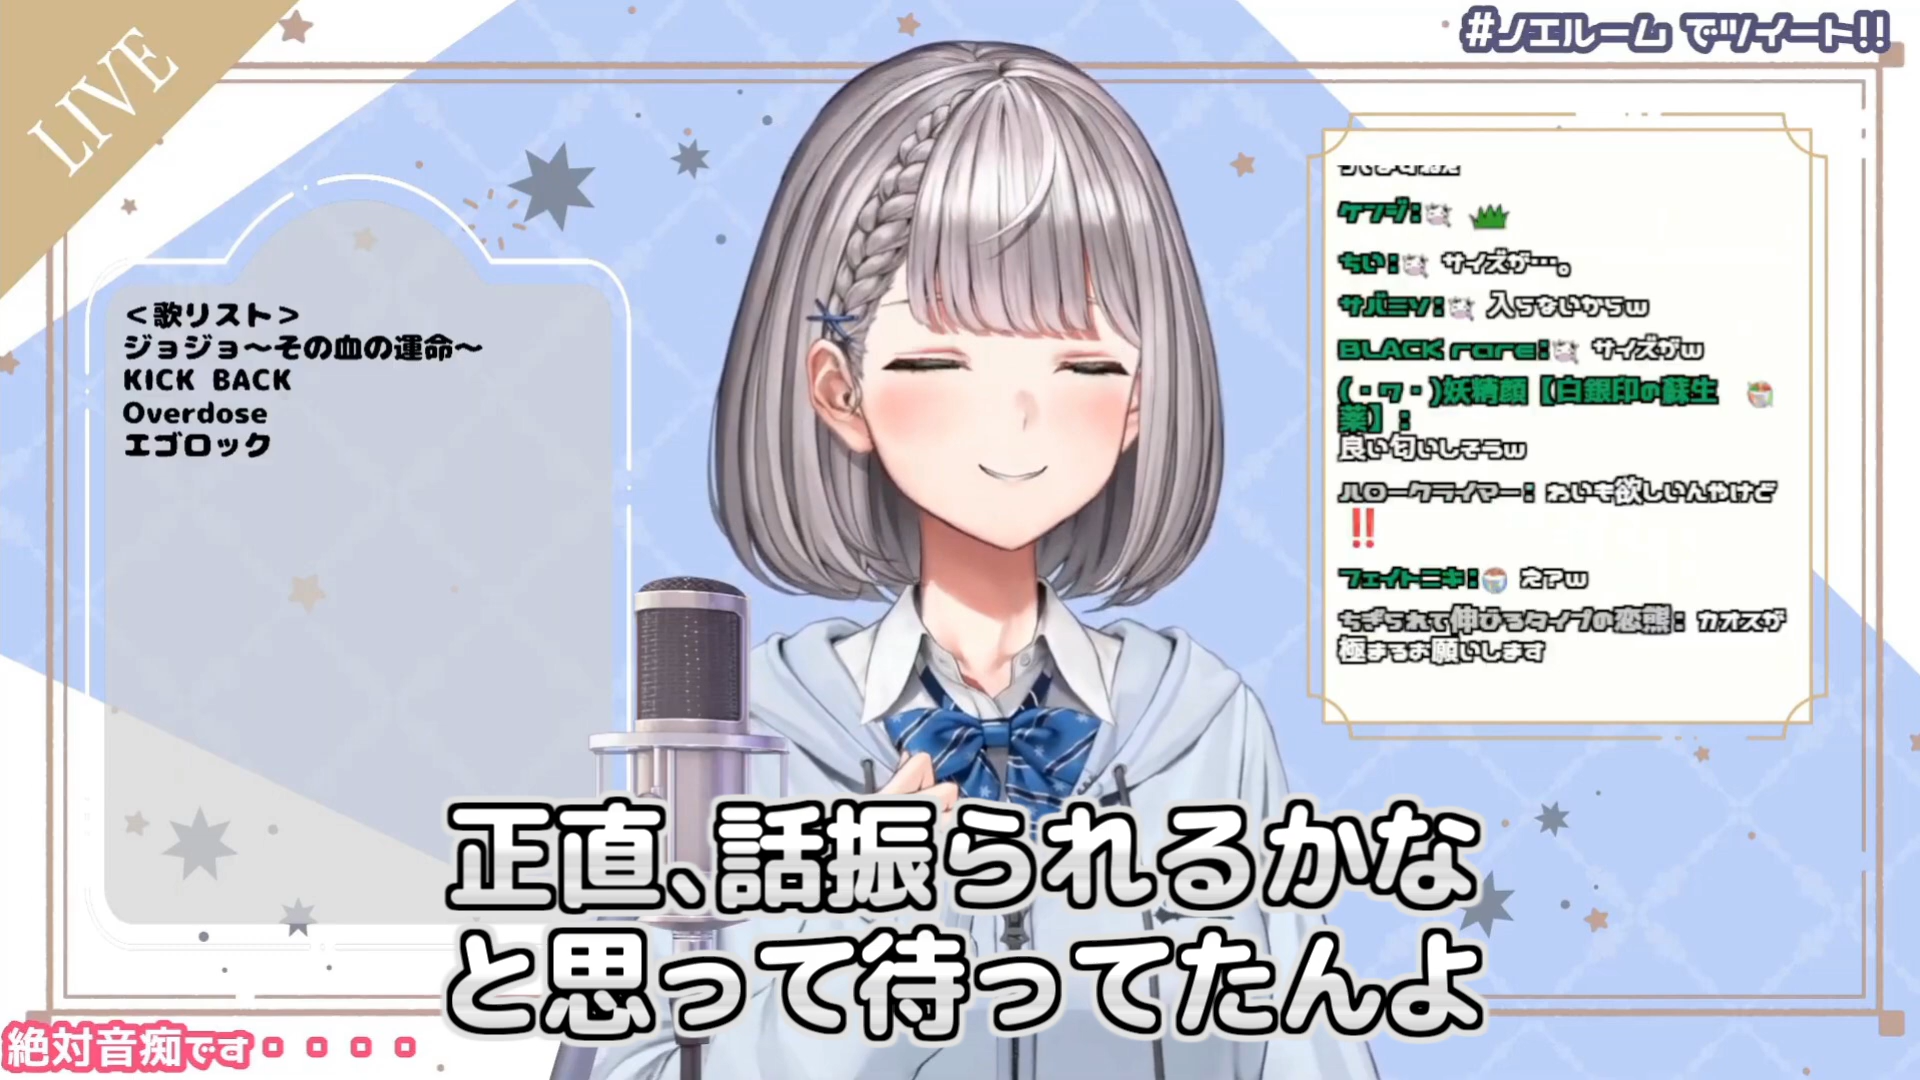 LIVE
#ノエルーム でツイート!!
＜歌リスト＞
ジョジョ～その血の運命～
KICK BACK
Overdose
エゴロック
ケンジ:
ちい: サイズが…。
サバミソ: 入らないからw
BLACK rare: サイズがw
(・ヮ・)妖精顔【白銀印の蘇生
薬】:
良い匂いしそうw
ハロークライマー: わいも欲しいんやけど
‼
フェイトニキ: え?w
ちぎられて伸びるタイプの恋熊: カオスが
極まるお願いします
正直、話振られるかな
と思って待ってたんよ
絶対音痴です・・・・